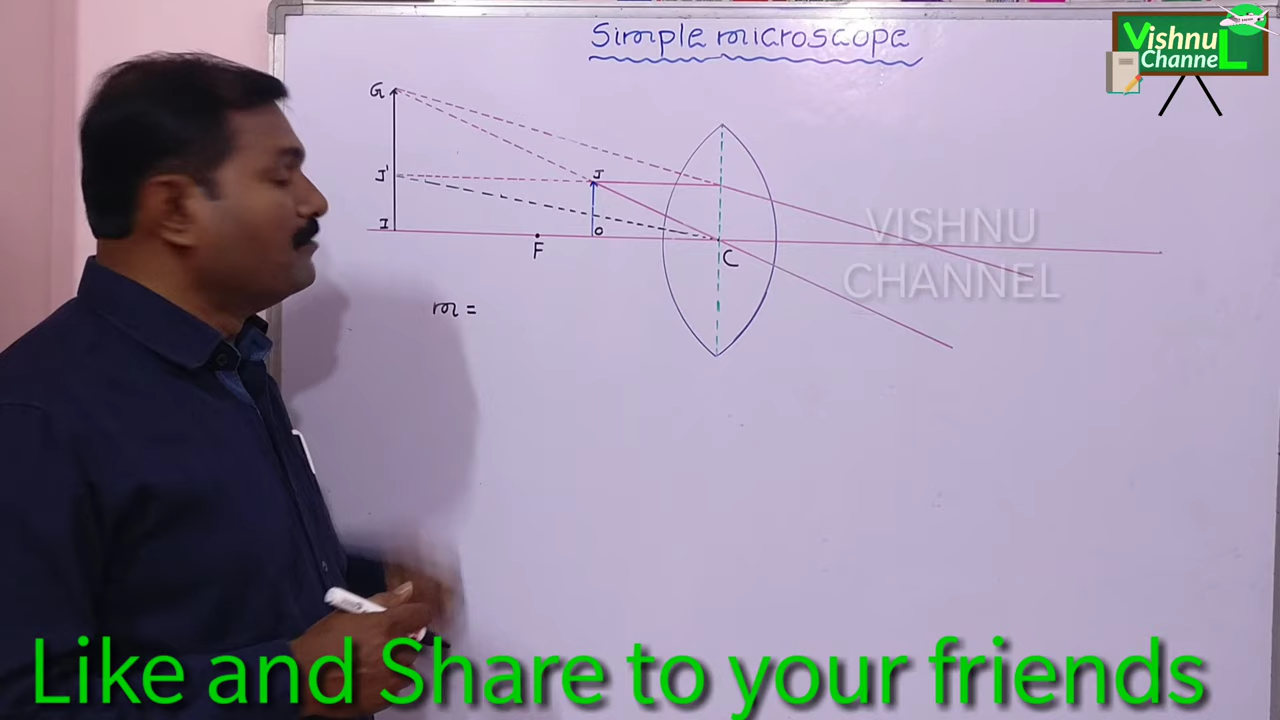 Simple microscope
Vishnu
ChanneL
G
J'
J
I
O
F
C
VISHNU
CHANNEL
m =
Like and Share to your friends